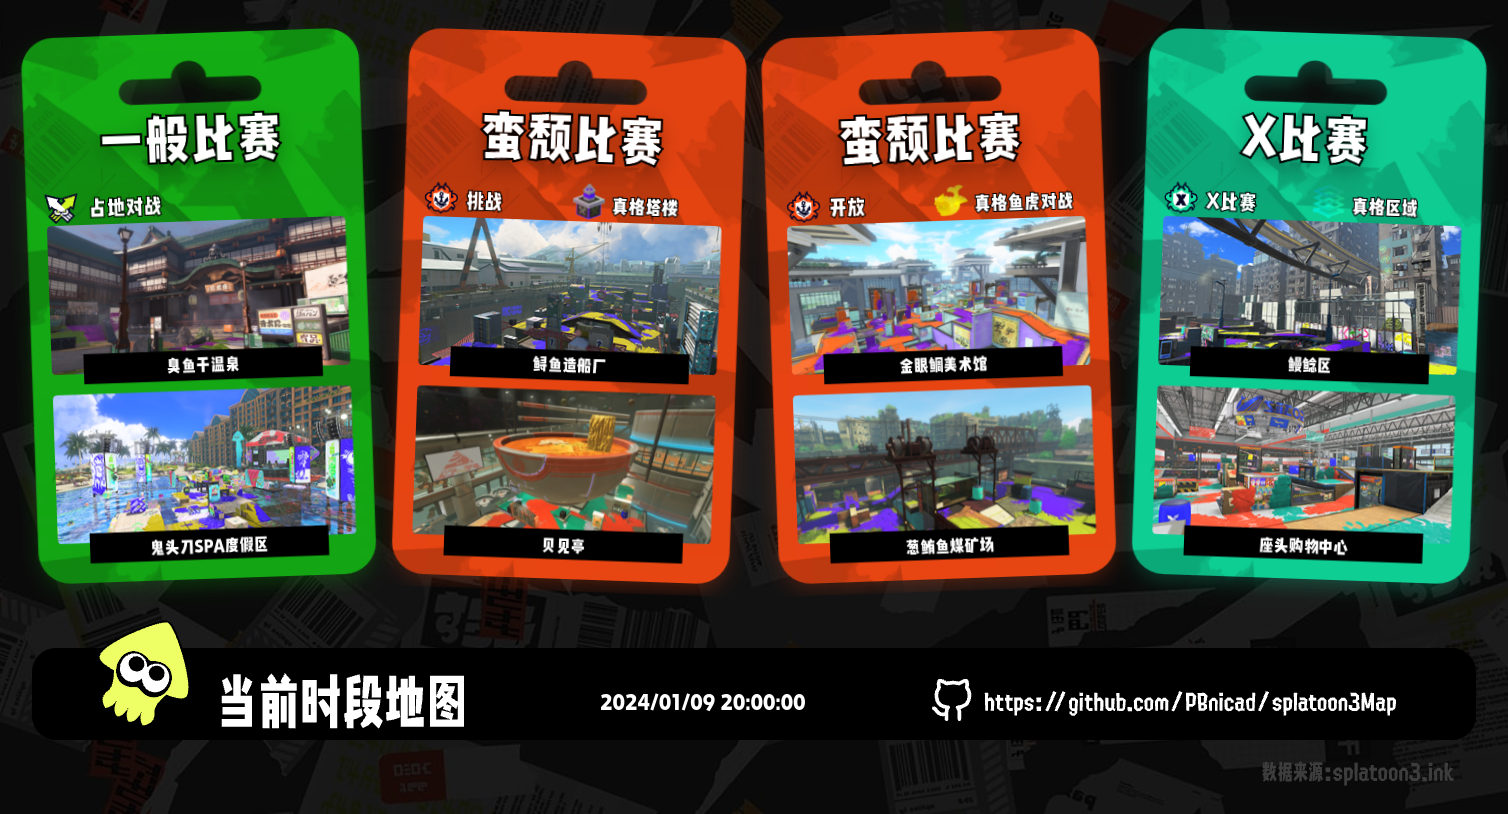 一般比赛
占地对战
臭鱼干温泉
鬼头刀SPA度假区
蛮颓比赛
挑战
真格塔楼
鲟鱼造船厂
贝见亭
蛮颓比赛
开放
真格鱼虎对战
金眼鲷美术馆
葱鲔鱼煤矿场
X比赛
X比赛
真格区域
鳗鲶区
座头购物中心
当前时段地图
2024/01/09 20:00:00
https://github.com/PBnicad/splatoon3Map
数据来源:splatoon3.ink